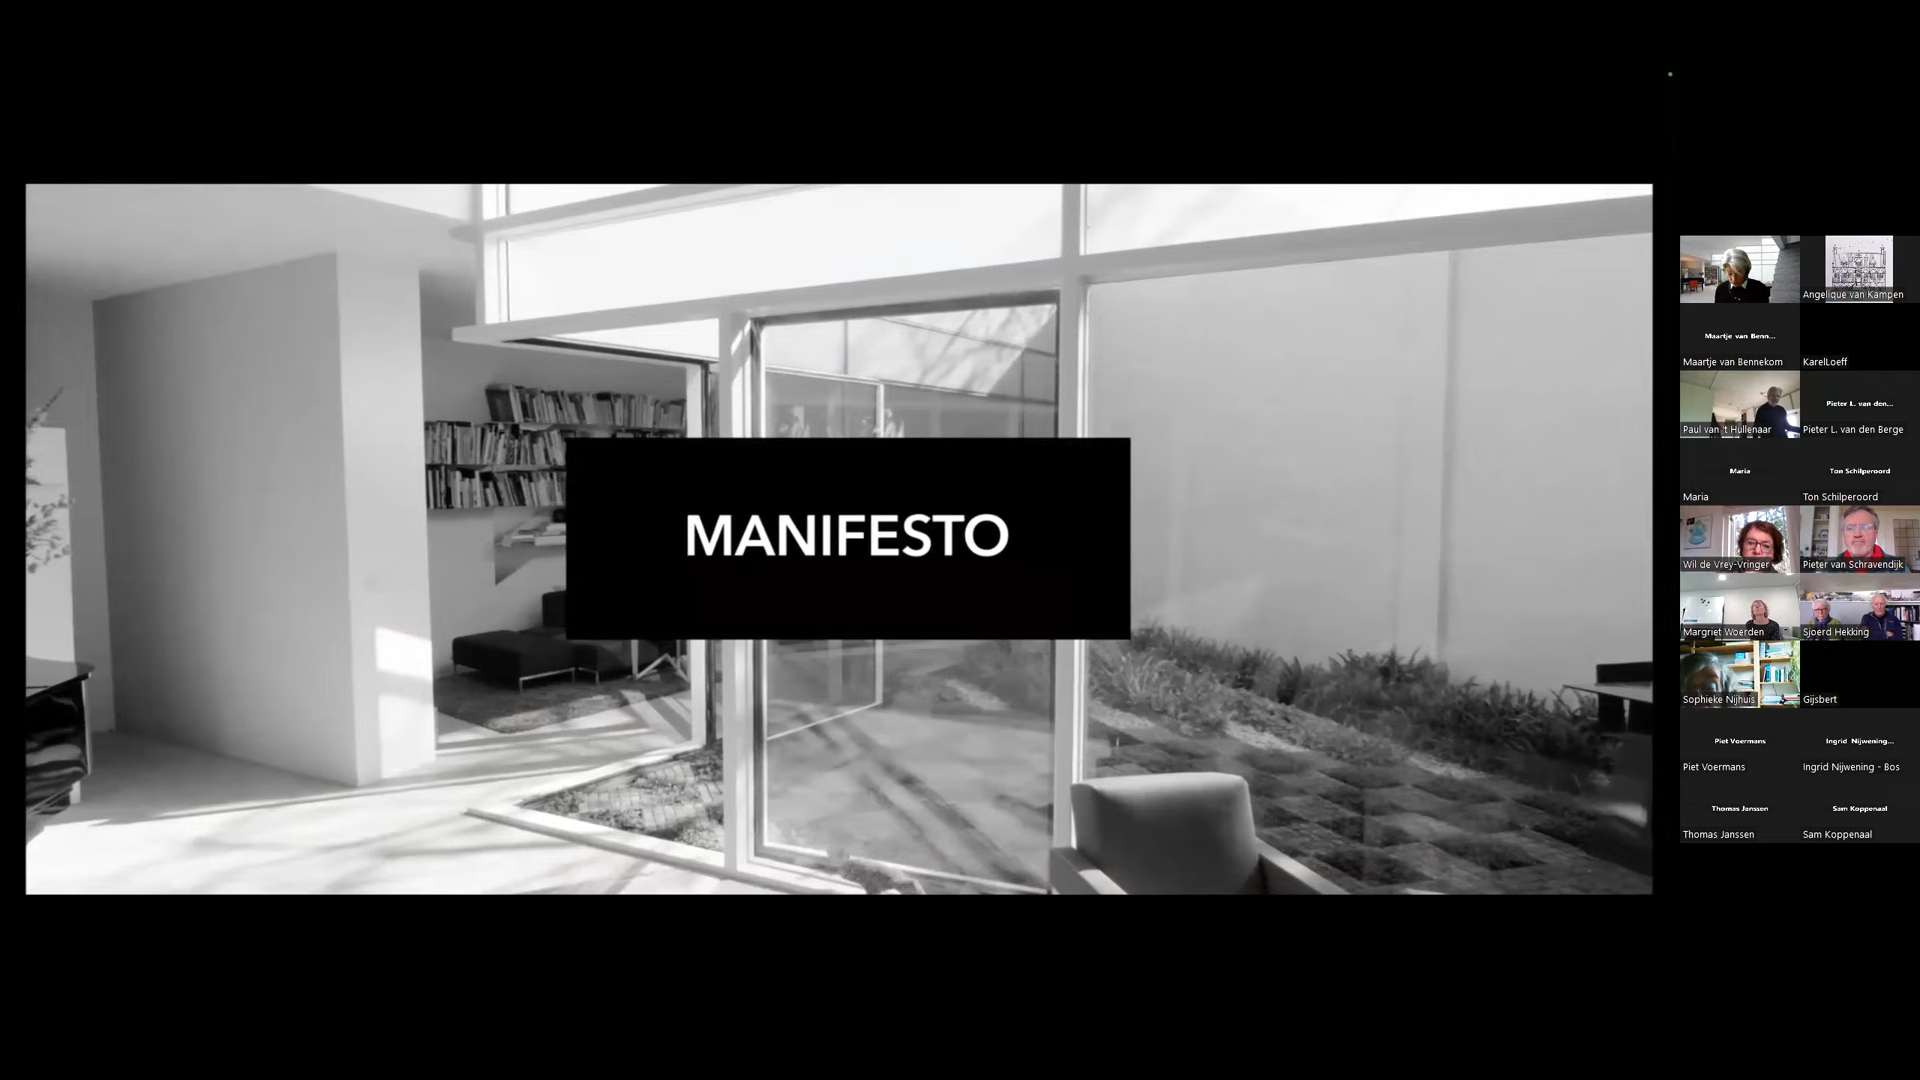 MANIFESTO
Angelique van Kampen
Maartje van Benn...
Maartje van Bennekom
KarelLoeff
Paul van 't Hullenaar
Pieter L. van den...
Pieter L. van den Berge
Maria
Maria
Ton Schilperoord
Ton Schilperoord
Wil de Vrey-Vringer
Pieter van Schravendijk
Margriet Woerden
Sjoerd Hekking
Sophieke Nijhuis
Gijsbert
Piet Voermans
Piet Voermans
Ingrid Nijwening...
Ingrid Nijwening - Bos
Thomas Janssen
Thomas Janssen
Sam Koppenaal
Sam Koppenaal